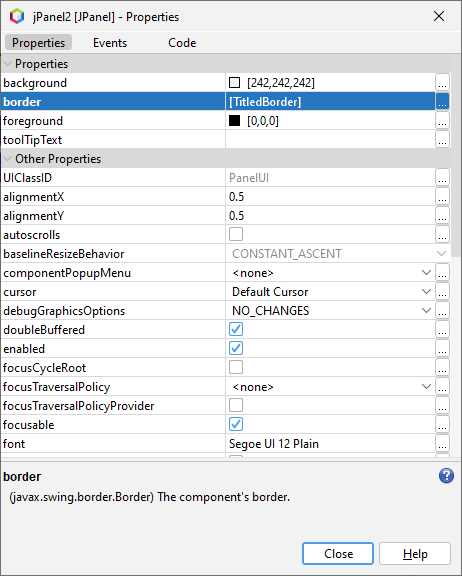 jPanel2 [JPanel] - Properties
Properties Events Code
Properties
background [242,242,242] ...
border [TitledBorder] ...
foreground [0,0,0] ...
toolTipText ...
Other Properties
UIClassID PanelUI ...
alignmentX 0.5 ...
alignmentY 0.5 ...
autoscrolls ...
baselineResizeBehavior CONSTANT_ASCENT
componentPopupMenu <none> ...
cursor Default Cursor ...
debugGraphicsOptions NO_CHANGES ...
doubleBuffered ...
enabled ...
focusCycleRoot ...
focusTraversalPolicy <none> ...
focusTraversalPolicyProvider ...
focusable ...
font Segoe UI 12 Plain ...
border ?
(javax.swing.border.Border) The component's border.
Close Help